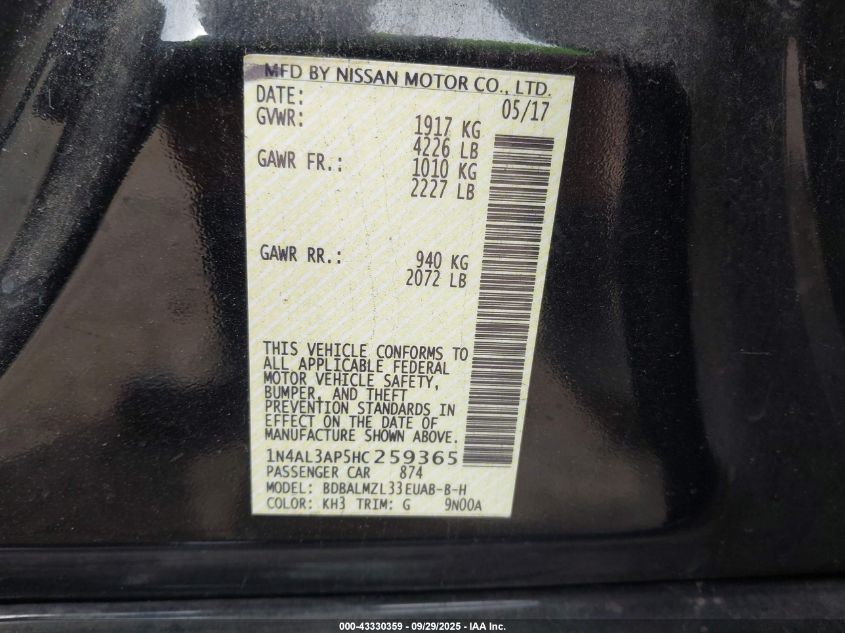 MFD BY NISSAN MOTOR CO., LTD.
DATE: 05/17
GVWR: 1917 KG
4226 LB
GAWR FR.: 1010 KG
2227 LB
GAWR RR.: 940 KG
2072 LB
THIS VEHICLE CONFORMS TO
ALL APPLICABLE FEDERAL
MOTOR VEHICLE SAFETY,
BUMPER, AND THEFT
PREVENTION STANDARDS IN
EFFECT ON THE DATE OF
MANUFACTURE SHOWN ABOVE.
1N4AL3AP5HC259365
PASSENGER CAR 874
MODEL: BDBALMZL33EUAB-B-H
COLOR: KH3 TRIM: G 9N00A
000-43330359 - 09/29/2025 - IAA Inc.